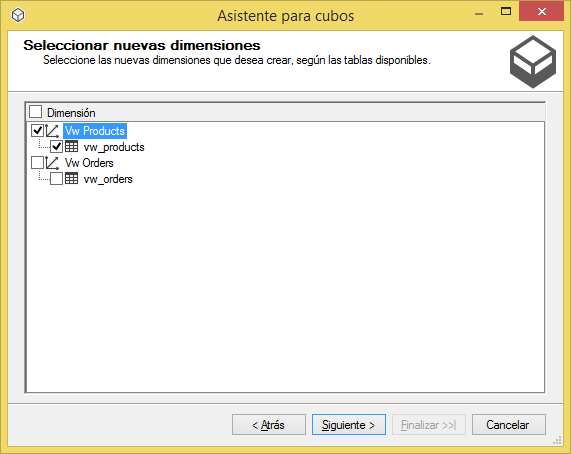 Asistente para cubos
Seleccionar nuevas dimensiones
Seleccione las nuevas dimensiones que desea crear, según las tablas disponibles.
Dimensión
Vw Products
vw_products
Vw Orders
vw_orders
< Atrás
Siguiente >
Finalizar >>|
Cancelar